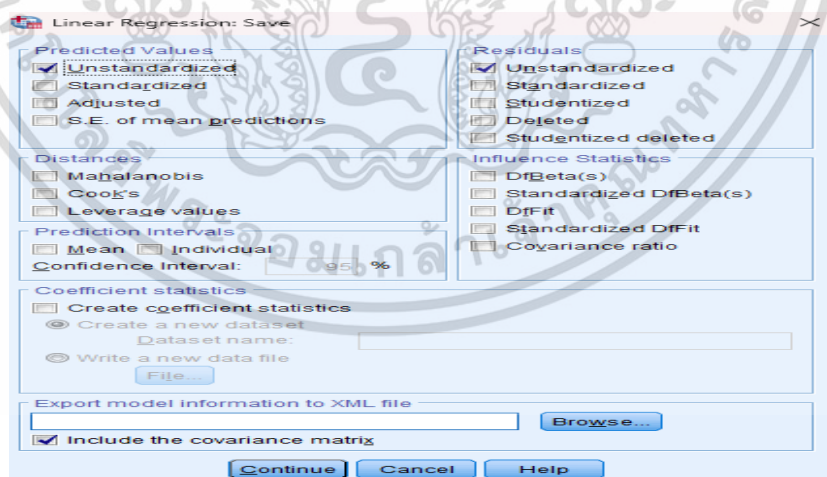 Linear Regression: Save
Predicted Values
Unstandardized
Standardized
Adjusted
S.E. of mean predictions
Residuals
Unstandardized
Standardized
Studentized
Deleted
Studentized deleted
Distances
Mahalanobis
Cook's
Leverage values
Influence Statistics
DfBeta(s)
Standardized DfBeta(s)
DfFit
Standardized DfFit
Covariance ratio
Prediction Intervals
Mean Individual
Confidence Interval: 95 %
Coefficient statistics
Create coefficient statistics
Create a new dataset
Dataset name:
Write a new data file
File...
Export model information to XML file
Browse...
Include the covariance matrix
Continue Cancel Help